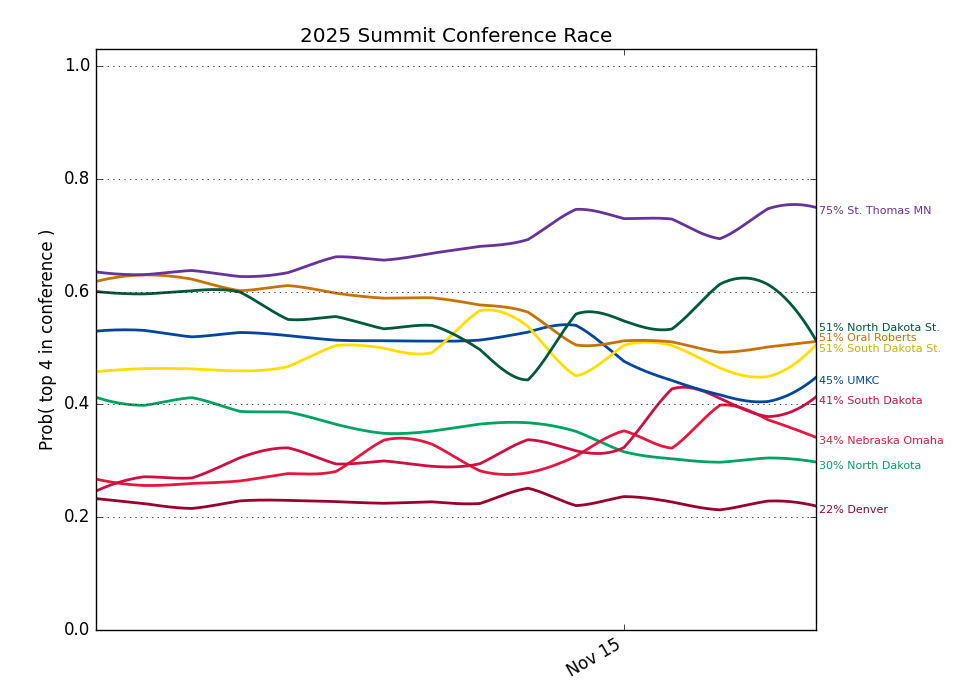 2025 Summit Conference Race
1.0
0.8
0.6
0.4
0.2
0.0
Prob( top 4 in conference )
Nov 15
75% St. Thomas MN
51% North Dakota St.
51% Oral Roberts
51% South Dakota St.
45% UMKC
41% South Dakota
34% Nebraska Omaha
30% North Dakota
22% Denver